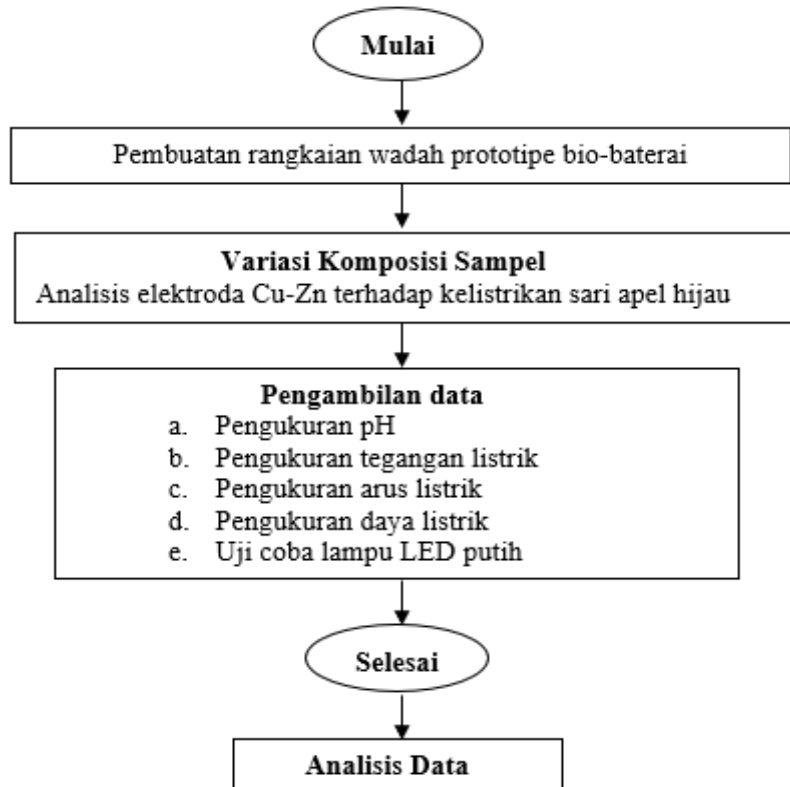 Mulai
Pembuatan rangkaian wadah prototipe bio-baterai
Variasi Komposisi Sampel
Analisis elektroda Cu-Zn terhadap kelistrikan sari apel hijau
Pengambilan data
a. Pengukuran pH
b. Pengukuran tegangan listrik
c. Pengukuran arus listrik
d. Pengukuran daya listrik
e. Uji coba lampu LED putih
Selesai
Analisis Data